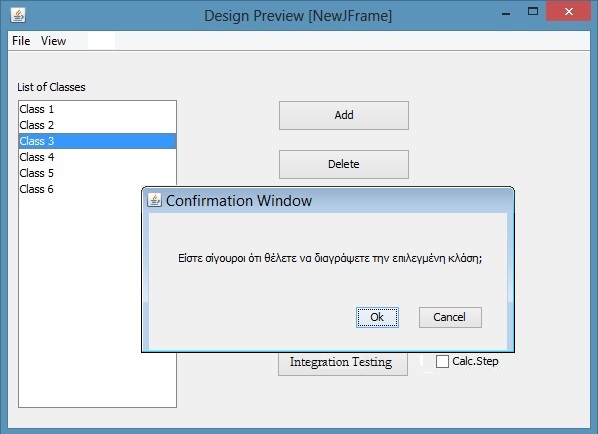 Design Preview [NewJFrame]
File View
List of Classes
Class 1
Class 2
Class 3
Class 4
Class 5
Class 6
Add
Delete
Confirmation Window
Είστε σίγουροι ότι θέλετε να διαγράψετε την επιλεγμένη κλάση;
Ok Cancel
Integration Testing Calc.Step